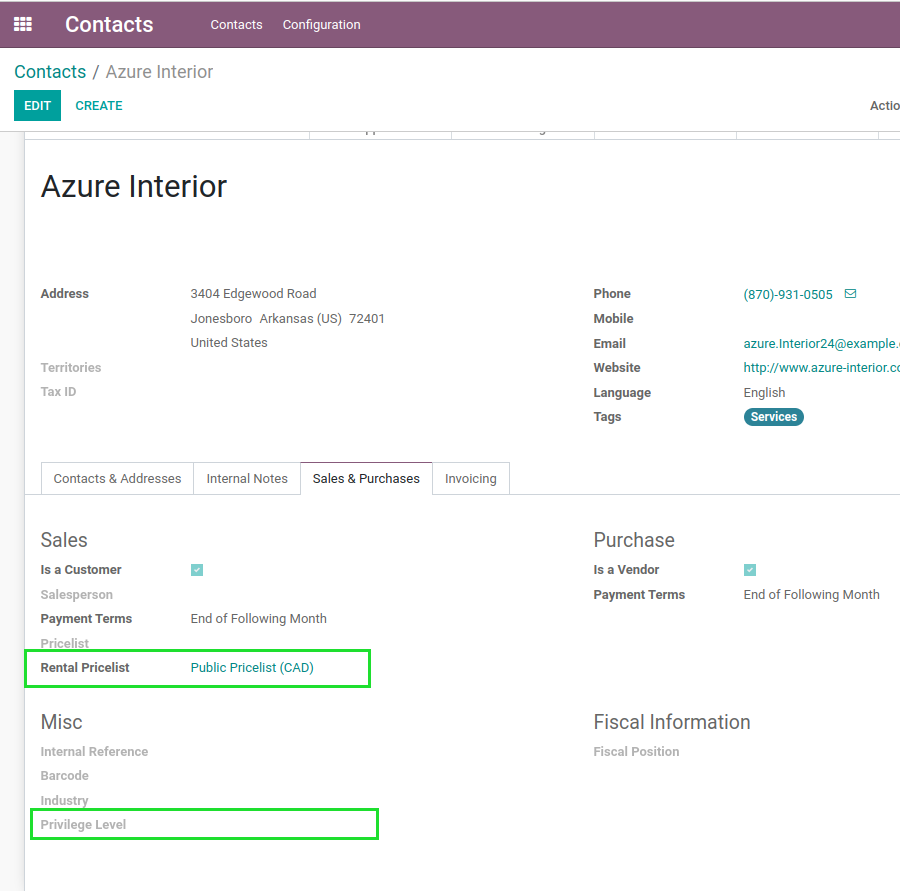 Contacts Contacts Configuration
Contacts / Azure Interior
EDIT CREATE Actio
Azure Interior
Address 3404 Edgewood Road Phone (870)-931-0505
Jonesboro Arkansas (US) 72401 Mobile
United States Email azure.Interior24@example.
Territories Website http://www.azure-interior.co
Tax ID Language English
Tags Services
Contacts & Addresses Internal Notes Sales & Purchases Invoicing
Sales Purchase
Is a Customer Is a Vendor
Salesperson Payment Terms End of Following Month
Payment Terms End of Following Month
Pricelist
Rental Pricelist Public Pricelist (CAD)
Misc Fiscal Information
Internal Reference Fiscal Position
Barcode
Industry
Privilege Level